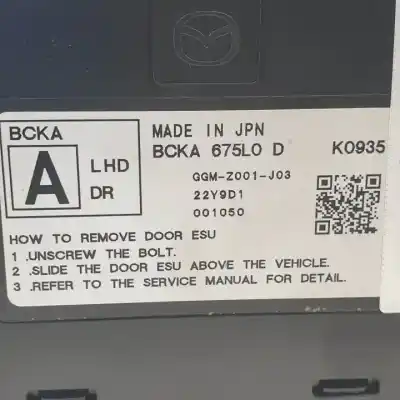 BCKA
A
LHD
DR
MADE IN JPN
BCKA 675L0 D K0935
GGM-Z001-J03
22Y9D1
001050
HOW TO REMOVE DOOR ESU
1 .UNSCREW THE BOLT.
2 .SLIDE THE DOOR ESU ABOVE THE VEHICLE.
3 .REFER TO THE SERVICE MANUAL FOR DETAIL.